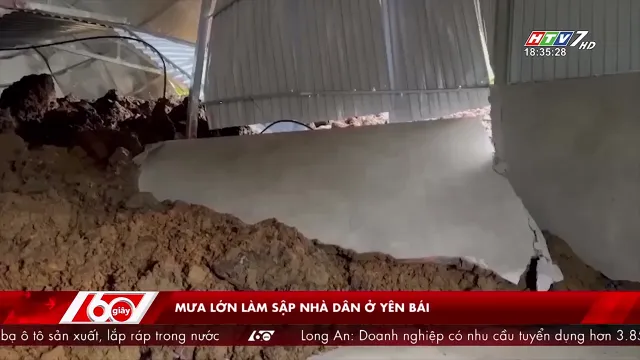 HTV7 HD
18:35:28
60 giây
MƯA LỚN LÀM SẬP NHÀ DÂN Ở YÊN BÁI
bạ ô tô sản xuất, lắp ráp trong nước 60 Long An: Doanh nghiệp có nhu cầu tuyển dụng hơn 3.8